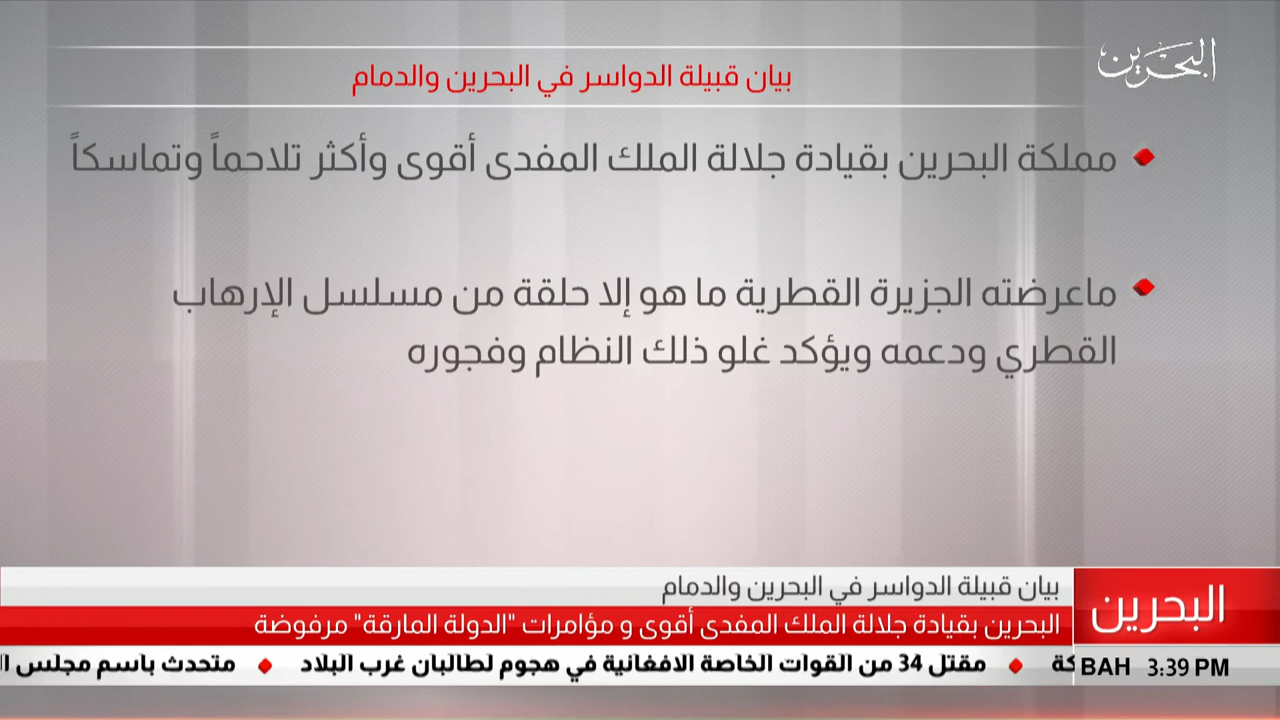 البحرين
بيان قبيلة الدواسر في البحرين والدمام
مملكة البحرين بقيادة جلالة الملك المفدى أقوى وأكثر تلاحماً وتماسكاً
ماعرضته الجزيرة القطرية ما هو إلا حلقة من مسلسل الإرهاب
القطري ودعمه ويؤكد غلو ذلك النظام وفجوره
بيان قبيلة الدواسر في البحرين والدمام
البحرين
البحرين بقيادة جلالة الملك المفدى أقوى و مؤامرات "الدولة المارقة" مرفوضة
مقتل 34 من القوات الخاصة الافغانية في هجوم لطالبان غرب البلاد ♦ متحدث باسم مجلس
BAH 3:39 PM